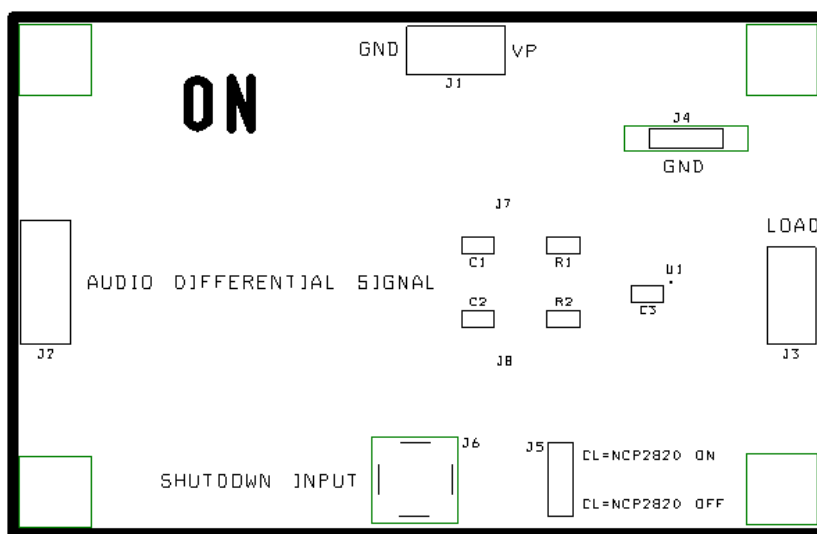 GND VP
J1
ON
J4
GND
J7
LOAD
C1 R1
U1
AUDIO DIFFERENTIAL SIGNAL
C2 R2
C3
J2
J3
J8
J6
J5
CL=NCP2820 ON
SHUTDOWN INPUT
CL=NCP2820 OFF